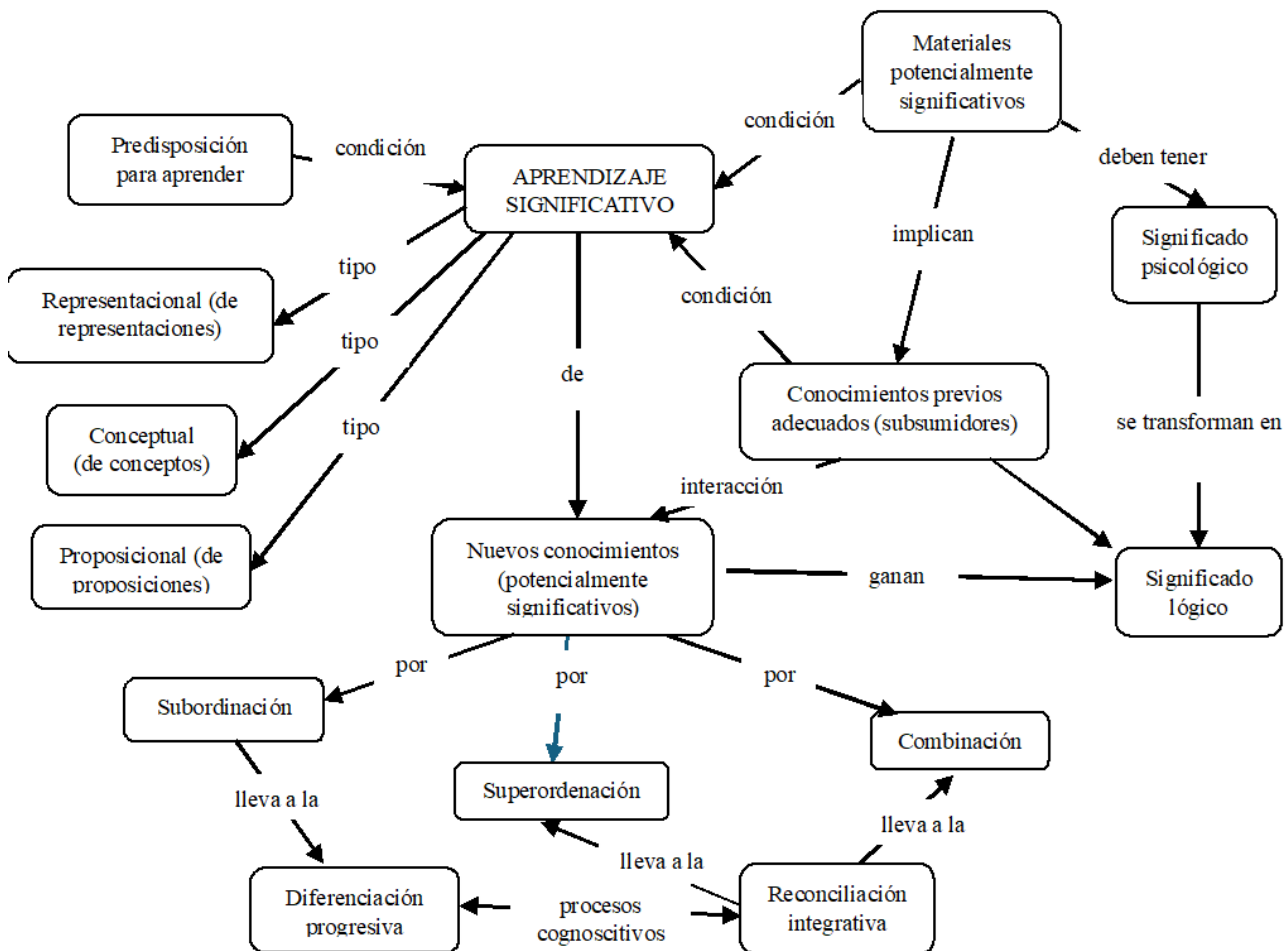 Materiales
potencialmente
significativos
Predisposición
para aprender
condición
condición
APRENDIZAJE
SIGNIFICATIVO
deben tener
Significado
psicológico
implican
tipo
Representacional (de
representaciones)
condición
tipo
de
Conocimientos previos
adecuados (subsumidores)
se transforman en
Conceptual
(de conceptos)
tipo
interacción
Proposicional (de
proposiciones)
Nuevos conocimientos
(potencialmente
significativos)
ganan
Significado
lógico
por
por
por
Subordinación
Combinación
Superordenación
lleva a la
lleva a la
lleva a la
Diferenciación
progresiva
procesos
cognoscitivos
Reconciliación
integrativa